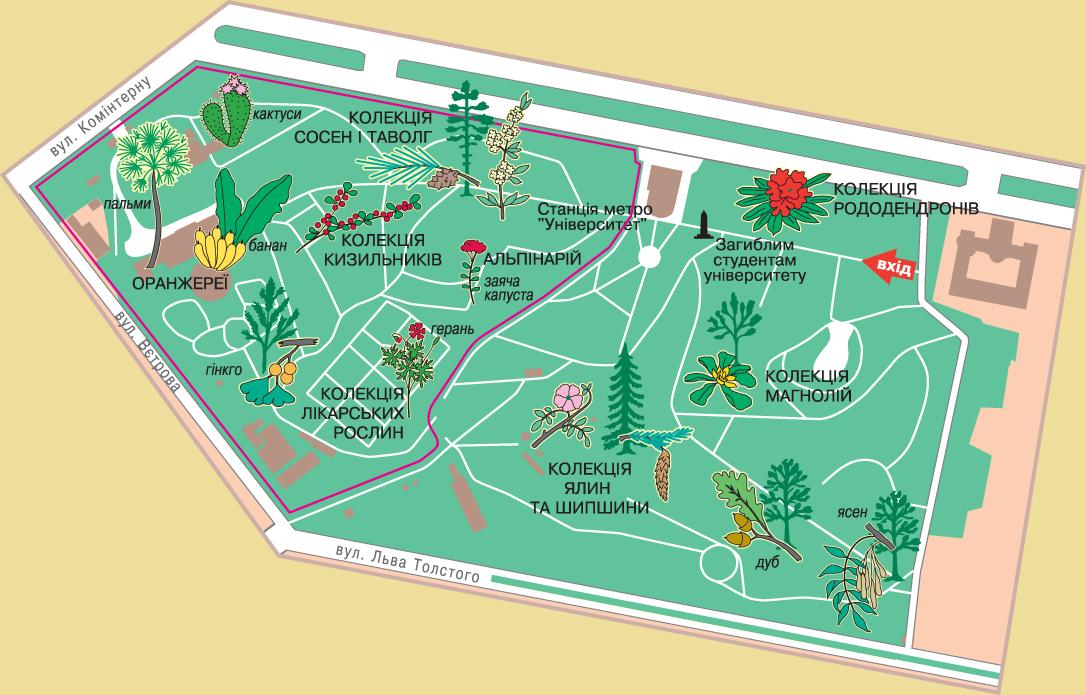 вул. Комінтерну
кактуси
КОЛЕКЦІЯ
СОСЕН І ТАВОЛГ
пальми
Станція метро
"Університет"
КОЛЕКЦІЯ
РОДОДЕНДРОНІВ
банан
КОЛЕКЦІЯ
КИЗИЛЬНИКІВ
АЛЬПІНАРІЙ
заяча
капуста
Загиблим
студентам
університету
вхід
ОРАНЖЕРЕЇ
вул. Вєтрова
герань
гінкго
КОЛЕКЦІЯ
ЛІКАРСЬКИХ
РОСЛИН
КОЛЕКЦІЯ
МАГНОЛІЙ
КОЛЕКЦІЯ
ЯЛИН
ТА ШИПШИНИ
ясен
дуб
вул. Льва Толстого